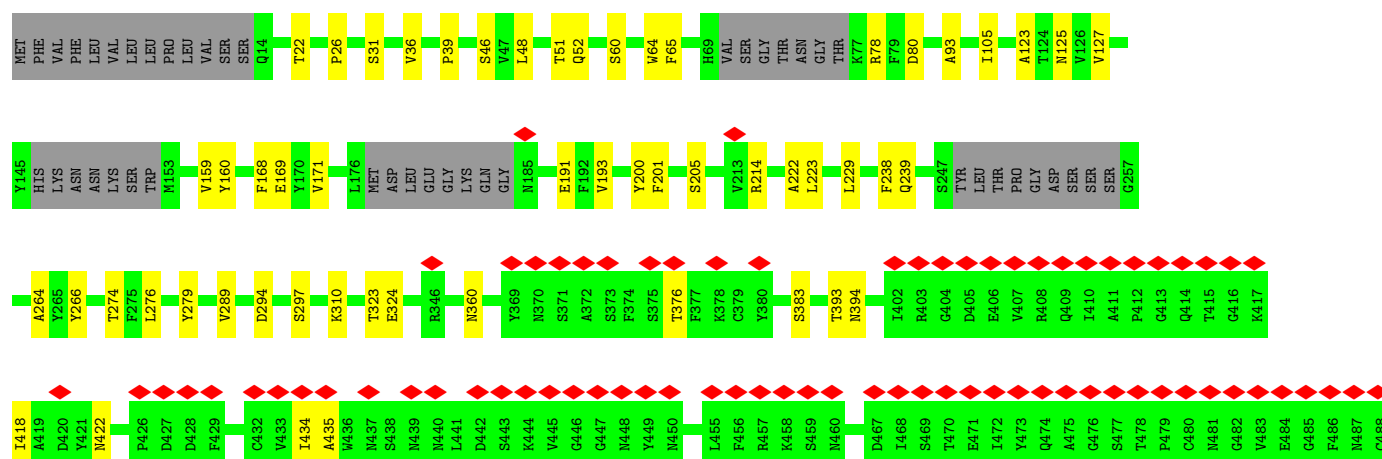 MET PHE VAL PHE LEU VAL LEU LEU PRO LEU VAL SER SER Q14 T22 P26 S31 V36 P39 S46 V47 L48 T51 Q52 S60 W64 F65 H69 VAL SER GLY THR ASN GLY THR K77 R78 F79 D80 A93 I105 A123 T124 N125 V126 V127
Y145 HIS LYS ASN ASN LYS SER TRP M153 V159 Y160 F168 E169 Y170 V171 L176 MET ASP LEU GLU GLY LYS GLN GLY N185 E191 F192 V193 Y200 F201 S205 V213 R214 A222 L223 L229 F238 Q239 S247 TYR LEU THR PRO GLY ASP SER SER SER G257
A264 Y265 Y266 T274 F275 L276 Y279 V289 D294 S297 K310 T323 E324 R346 N360 Y369 N370 S371 A372 S373 F374 S375 T376 F377 K378 C379 Y380 S383 T393 N394 I402 R403 G404 D405 E406 V407 R408 Q409 I410 A411 P412 G413 Q414 T415 G416 K417
I418 A419 D420 Y421 N422 P426 D427 D428 F429 C432 V433 I434 A435 W436 N437 S438 N439 N440 L441 D442 S443 K444 V445 G446 G447 N448 Y449 N450 L455 F456 R457 K458 S459 N460 D467 I468 S469 T470 E471 I472 Y473 Q474 A475 G476 S477 T478 P479 C480 N481 G482 V483 E484 G485 F486 N487 C488